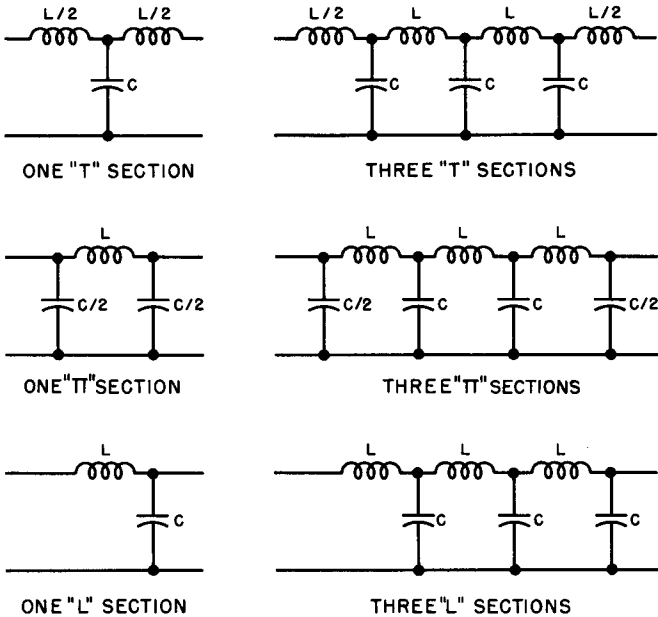 L/2 L/2
L/2 L L L/2
C
C C C
ONE "T" SECTION
THREE "T" SECTIONS
L
L L L
C/2 C/2
C/2 C C C/2
ONE "Π" SECTION
THREE "Π" SECTIONS
L
L L L
C
C C C
ONE "L" SECTION
THREE "L" SECTIONS